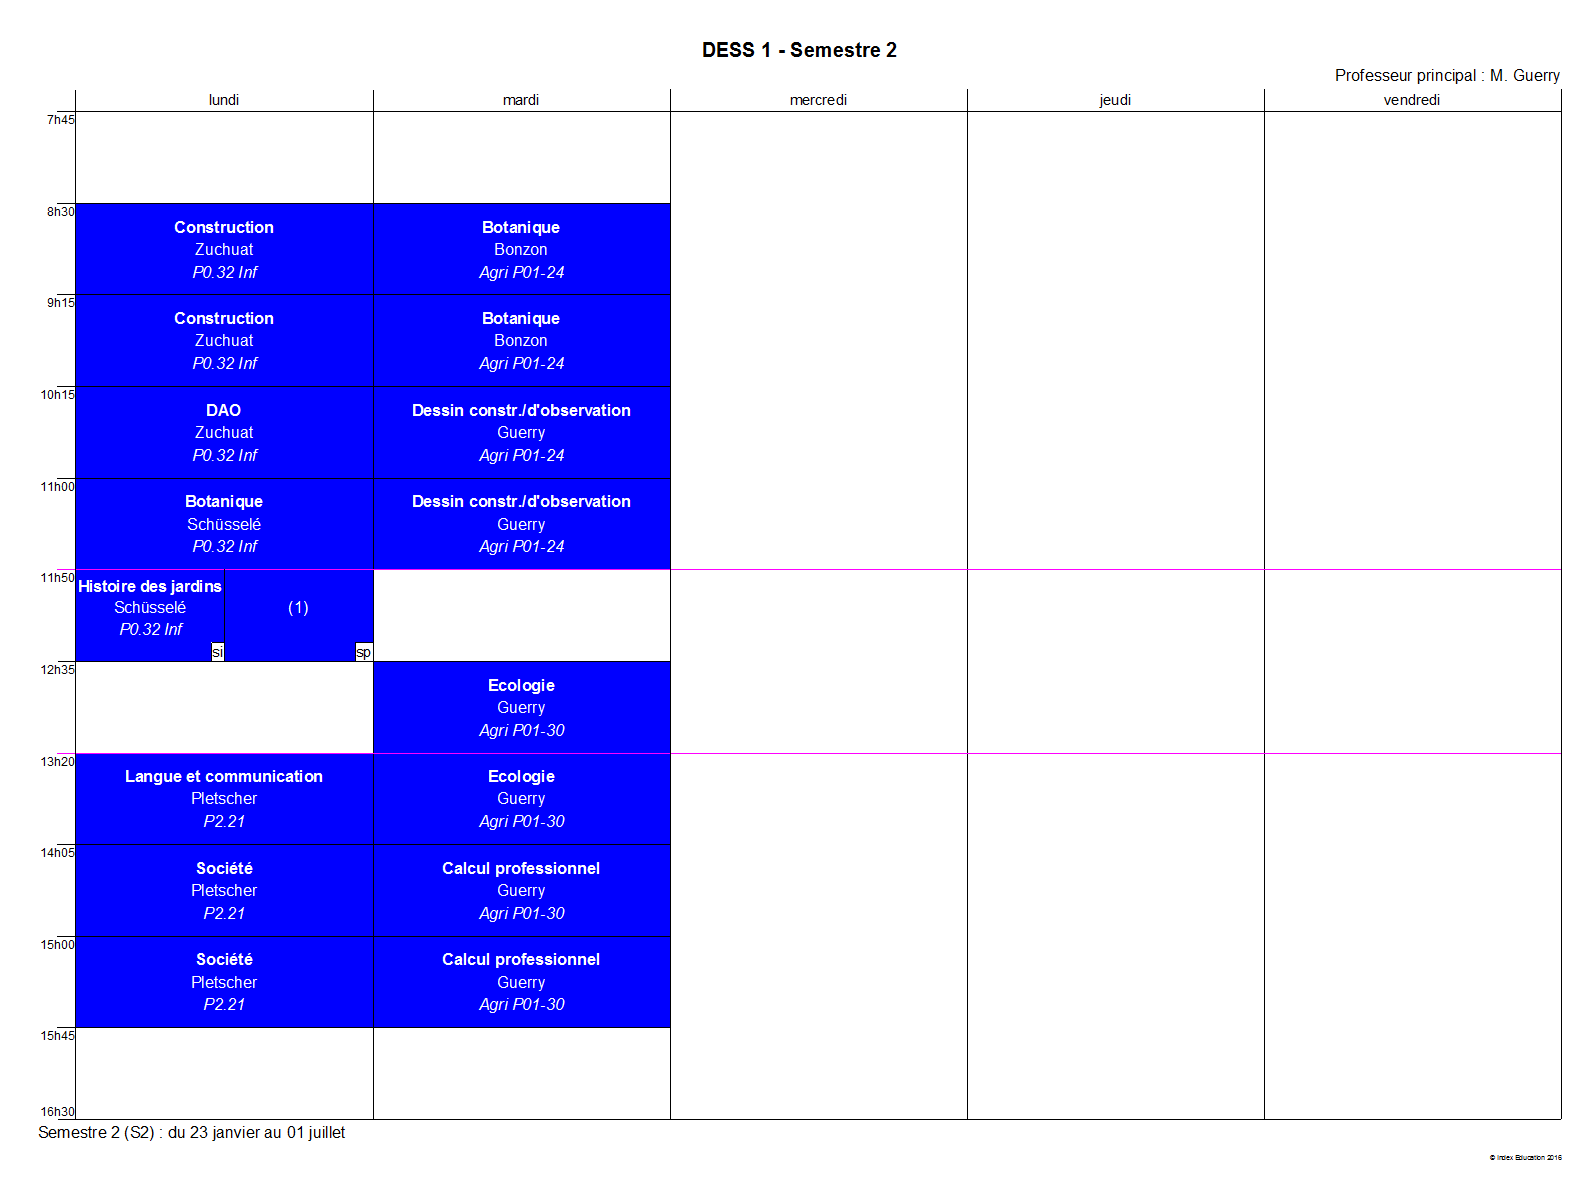 DESS 1 - Semestre 2
Professeur principal : M. Guerry
lundi mardi mercredi jeudi vendredi
7h45
8h30
Construction
Zuchuat
P0.32 Inf
Botanique
Bonzon
Agri P01-24
9h15
Construction
Zuchuat
P0.32 Inf
Botanique
Bonzon
Agri P01-24
10h15
DAO
Zuchuat
P0.32 Inf
Dessin constr./d'observation
Guerry
Agri P01-24
11h00
Botanique
Schüsselé
P0.32 Inf
Dessin constr./d'observation
Guerry
Agri P01-24
11h50
Histoire des jardins
Schüsselé
P0.32 Inf
si
(1)
sp
12h35
Ecologie
Guerry
Agri P01-30
13h20
Langue et communication
Pletscher
P2.21
Ecologie
Guerry
Agri P01-30
14h05
Société
Pletscher
P2.21
Calcul professionnel
Guerry
Agri P01-30
15h00
Société
Pletscher
P2.21
Calcul professionnel
Guerry
Agri P01-30
15h45
16h30
Semestre 2 (S2) : du 23 janvier au 01 juillet
© Index Education 2016